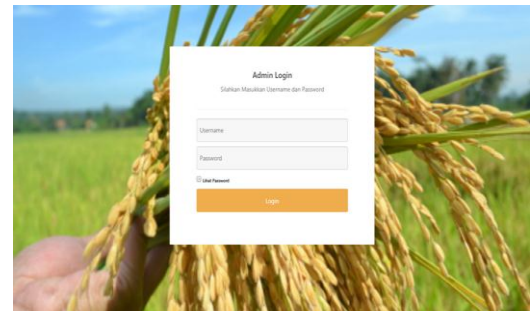 Admin Login
Silahkan Masukkan Username dan Password
Username
Password
Lihat Password
Login